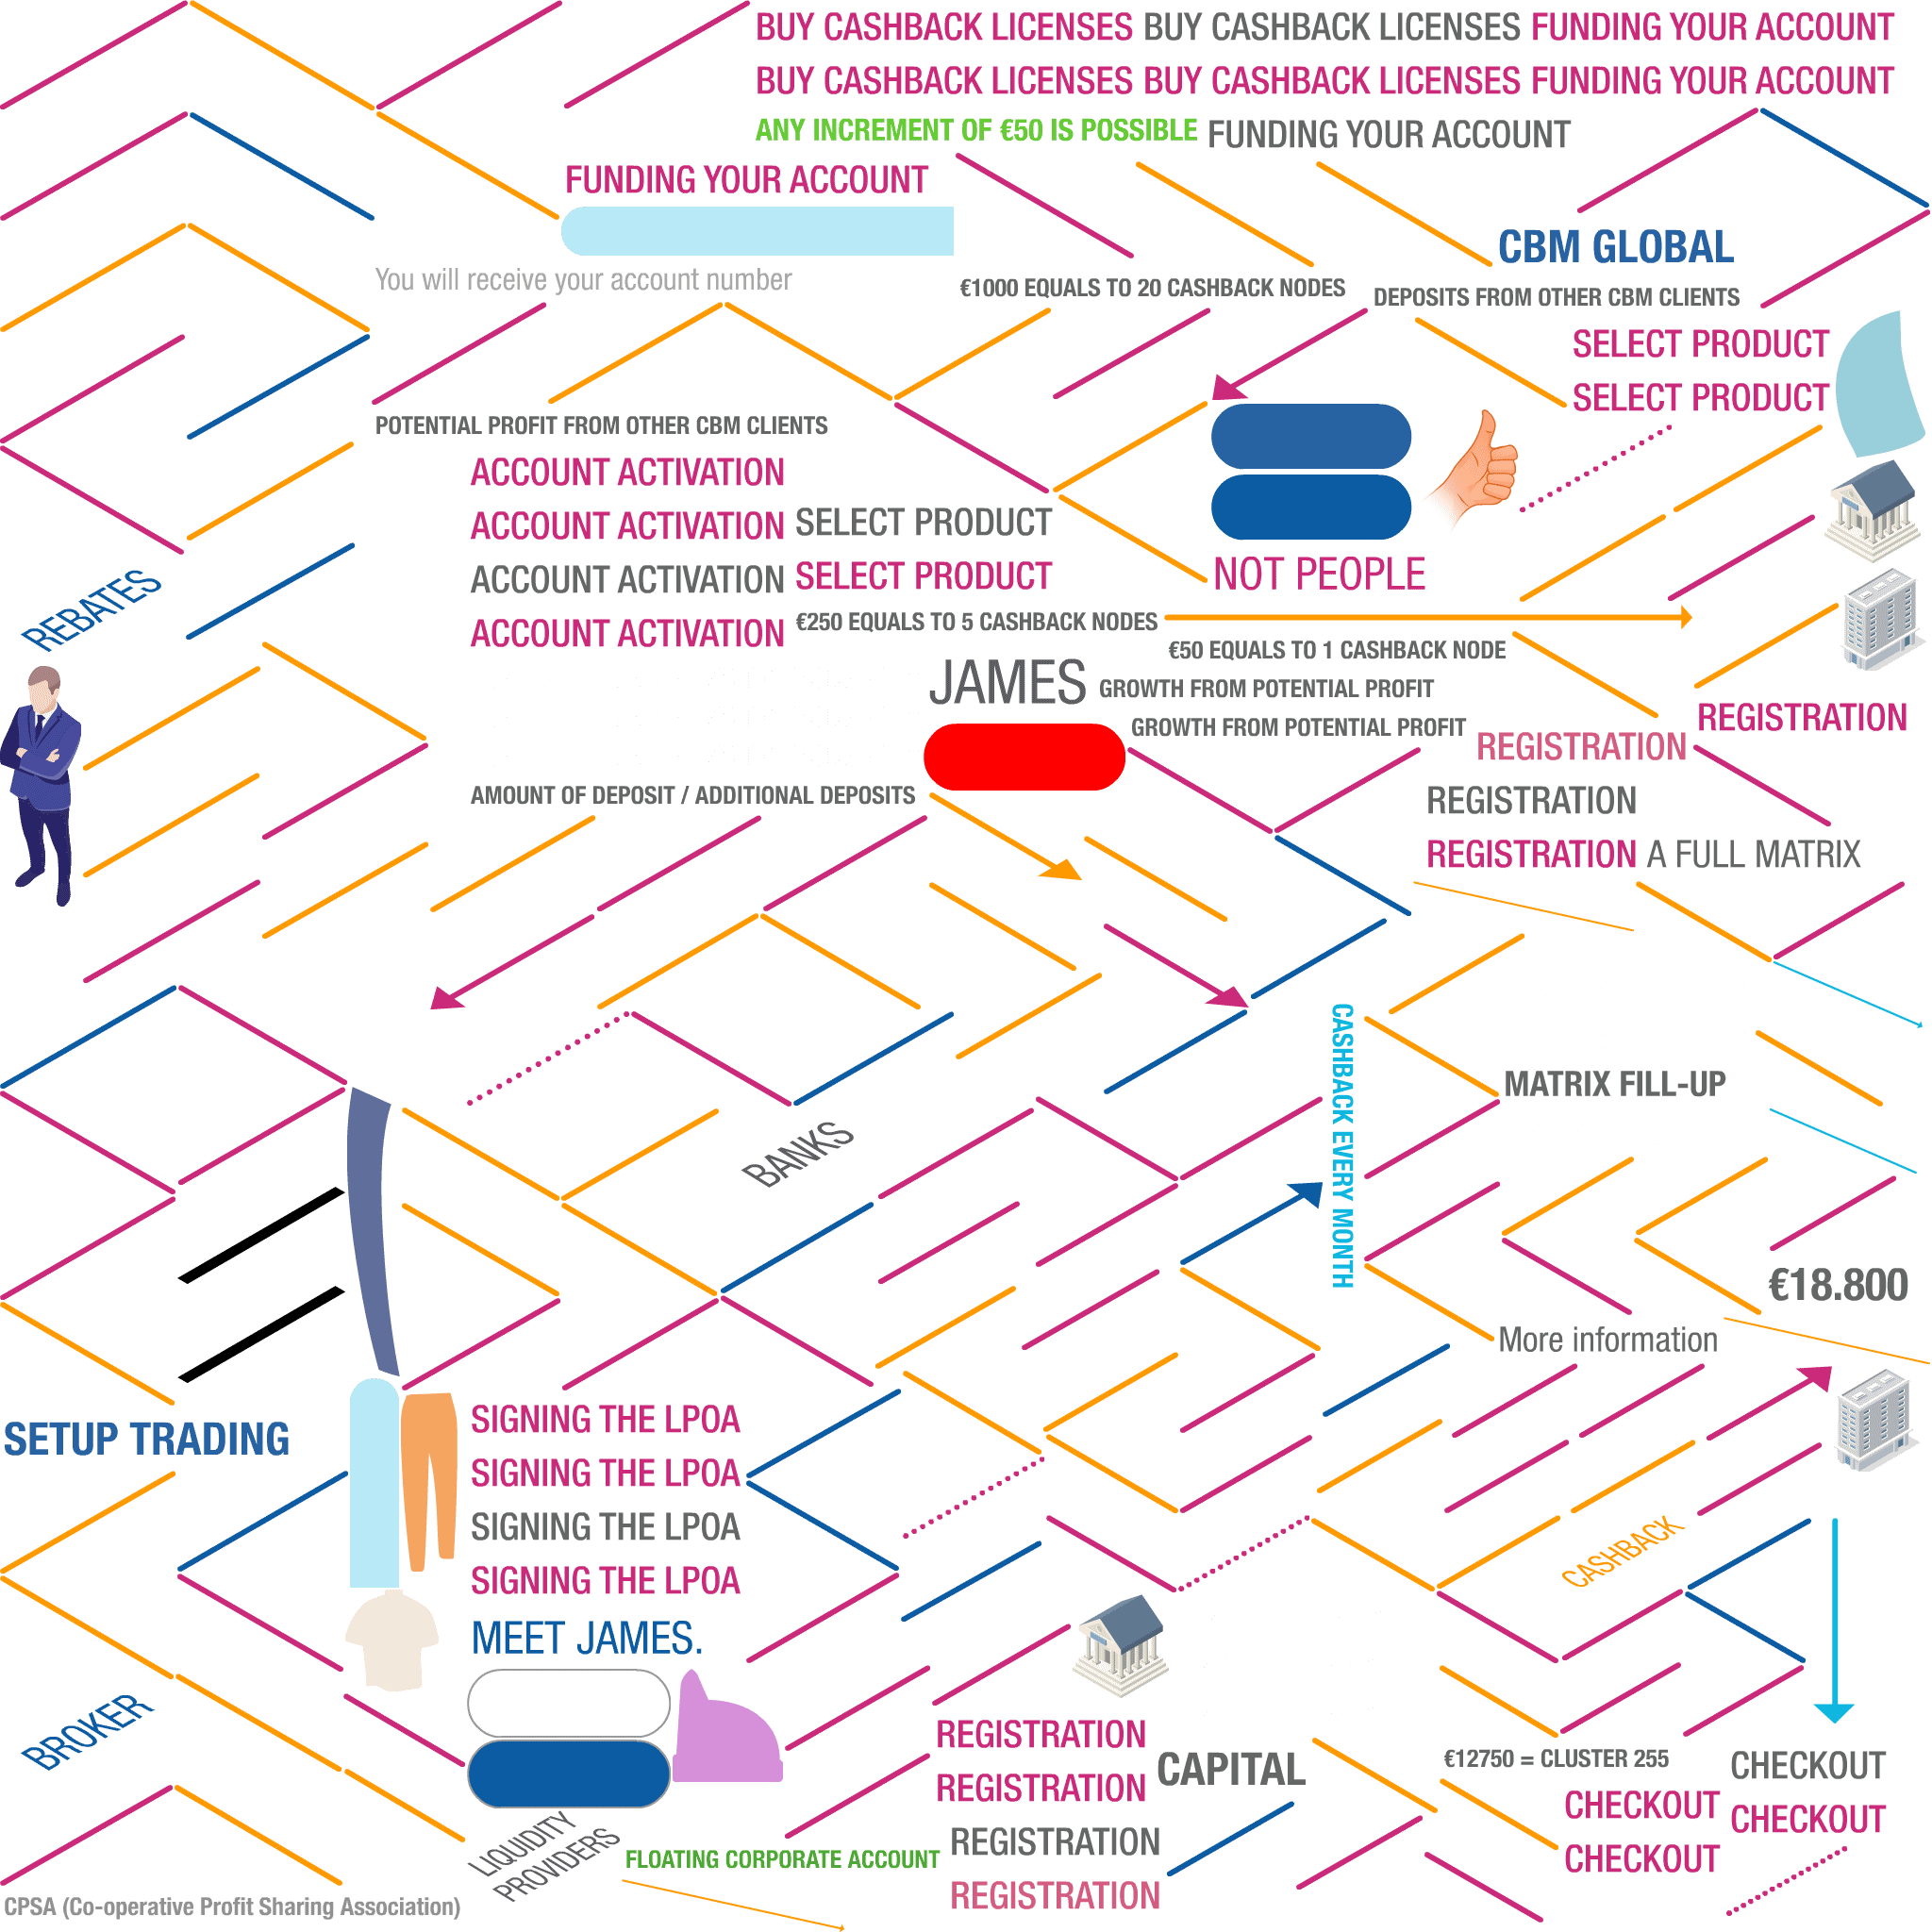 BUY CASHBACK LICENSES BUY CASHBACK LICENSES FUNDING YOUR ACCOUNT
BUY CASHBACK LICENSES BUY CASHBACK LICENSES FUNDING YOUR ACCOUNT
ANY INCREMENT OF €50 IS POSSIBLE FUNDING YOUR ACCOUNT
FUNDING YOUR ACCOUNT
CBM GLOBAL
You will receive your account number
€1000 EQUALS TO 20 CASHBACK NODES
DEPOSITS FROM OTHER CBM CLIENTS
SELECT PRODUCT
SELECT PRODUCT
POTENTIAL PROFIT FROM OTHER CBM CLIENTS
ACCOUNT ACTIVATION
ACCOUNT ACTIVATION SELECT PRODUCT
ACCOUNT ACTIVATION SELECT PRODUCT
NOT PEOPLE
REBATES
ACCOUNT ACTIVATION
€250 EQUALS TO 5 CASHBACK NODES
€50 EQUALS TO 1 CASHBACK NODE
JAMES
GROWTH FROM POTENTIAL PROFIT
GROWTH FROM POTENTIAL PROFIT
REGISTRATION
REGISTRATION
AMOUNT OF DEPOSIT / ADDITIONAL DEPOSITS
REGISTRATION
REGISTRATION A FULL MATRIX
CASHBACK EVERY MONTH
MATRIX FILL-UP
BANKS
€18.800
More information
SETUP TRADING
SIGNING THE LPOA
SIGNING THE LPOA
SIGNING THE LPOA
SIGNING THE LPOA
CASHBACK
MEET JAMES.
BROKER
REGISTRATION
REGISTRATION
CAPITAL
€12750 = CLUSTER 255
CHECKOUT
CHECKOUT
CHECKOUT
CHECKOUT
LIQUIDITY
PROVIDERS
FLOATING CORPORATE ACCOUNT
REGISTRATION
REGISTRATION
CPSA (Co-operative Profit Sharing Association)